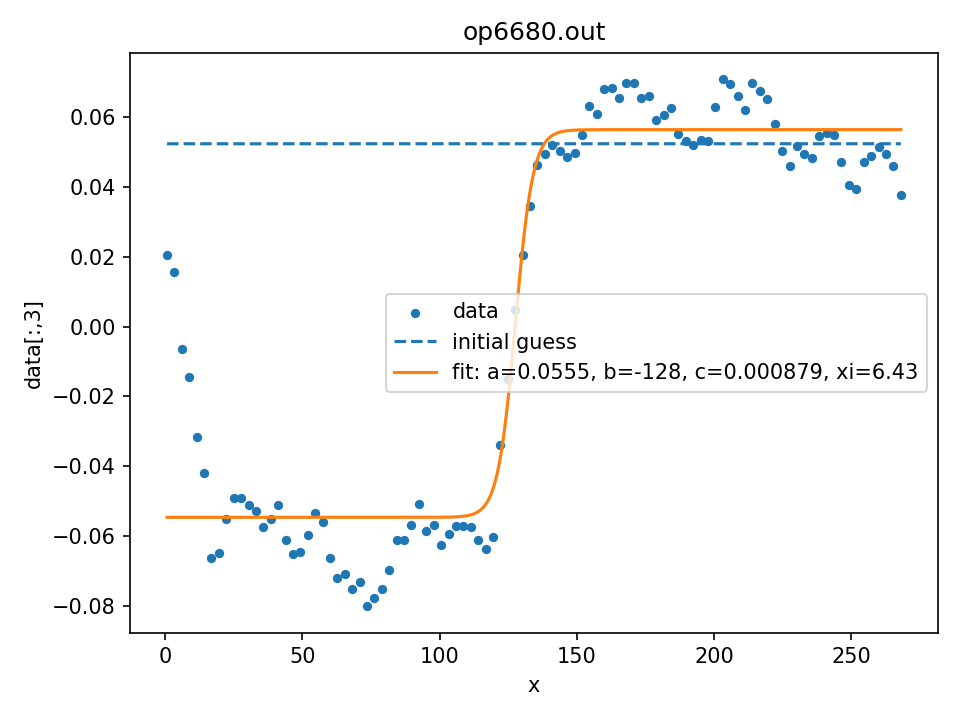 op6680.out
data[:,3]
0.06
0.04
0.02
0.00
−0.02
−0.04
−0.06
−0.08
data
initial guess
fit: a=0.0555, b=-128, c=0.000879, xi=6.43
0 50 100 150 200 250
x